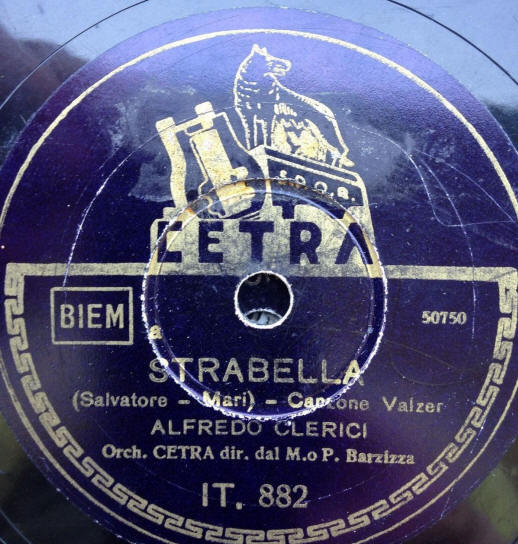 s.o.q.a.
CETRA
BIEM
50750
a
STRABELLA
(Salvatore - Mari) - Canzone Valzer
ALFREDO CLERICI
Orch. CETRA dir. dal M.o P. Barzizza
IT. 882